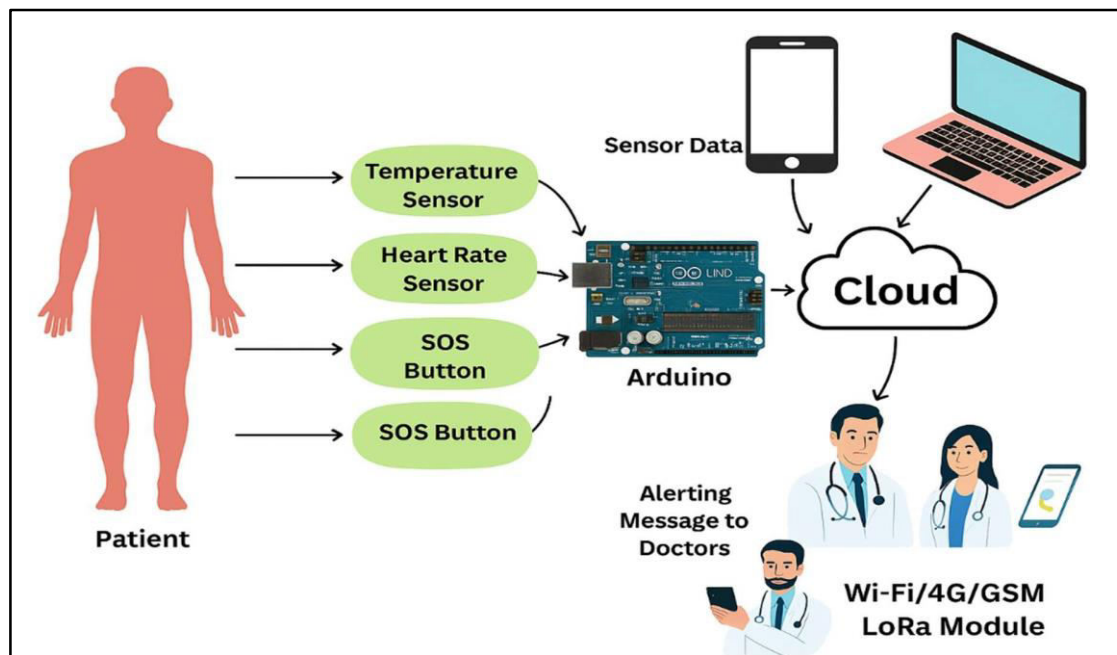 Sensor Data
Temperature
Sensor
Heart Rate
Sensor
SOS
Button
SOS Button
LIND
Arduino
Cloud
Patient
Alerting
Message to
Doctors
Wi-Fi/4G/GSM
LoRa Module